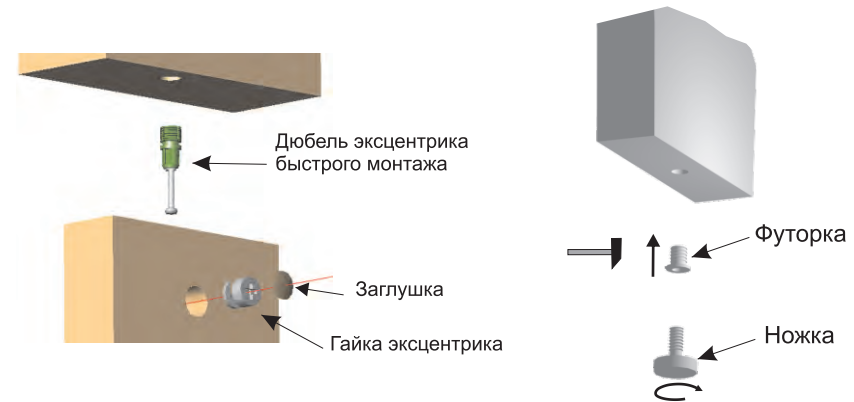 Дюбель эксцентрика
быстрого монтажа
Заглушка
Гайка эксцентрика
Футорка
Ножка